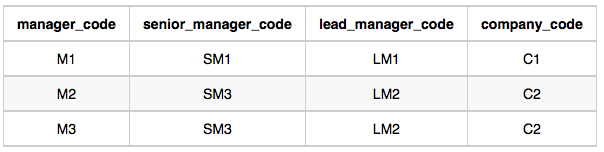 manager_code senior_manager_code lead_manager_code company_code
M1 SM1 LM1 C1
M2 SM3 LM2 C2
M3 SM3 LM2 C2